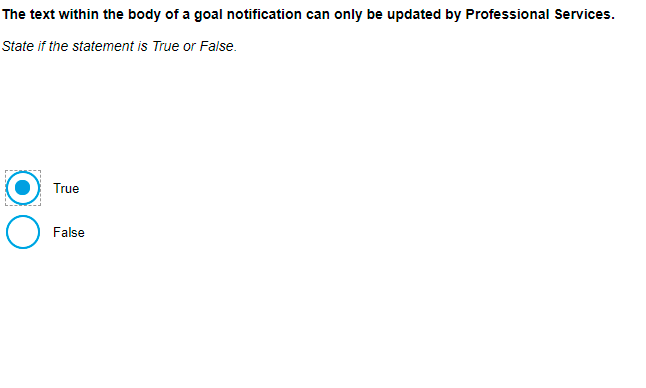 The text within the body of a goal notification can only be updated by Professional Services.
State if the statement is True or False.
True
False